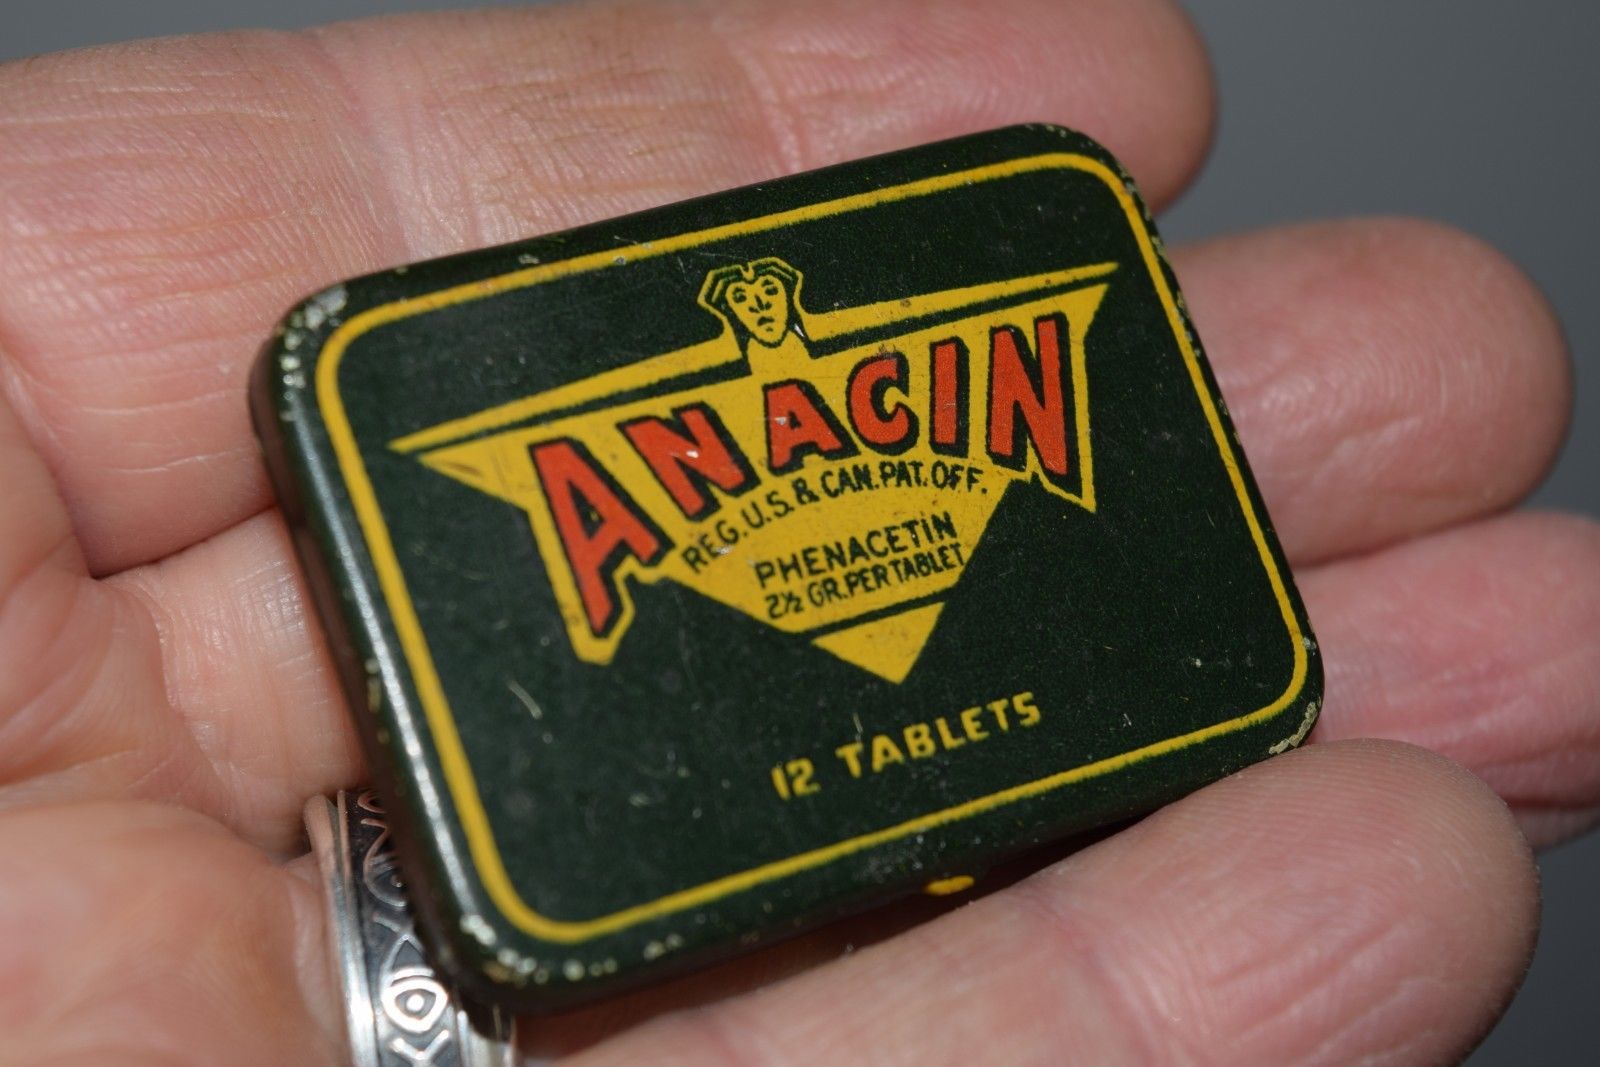 ANACIN
REG. U.S. & CAN. PAT. OFF.
PHENACETIN
2½ GR. PER TABLET
12 TABLETS